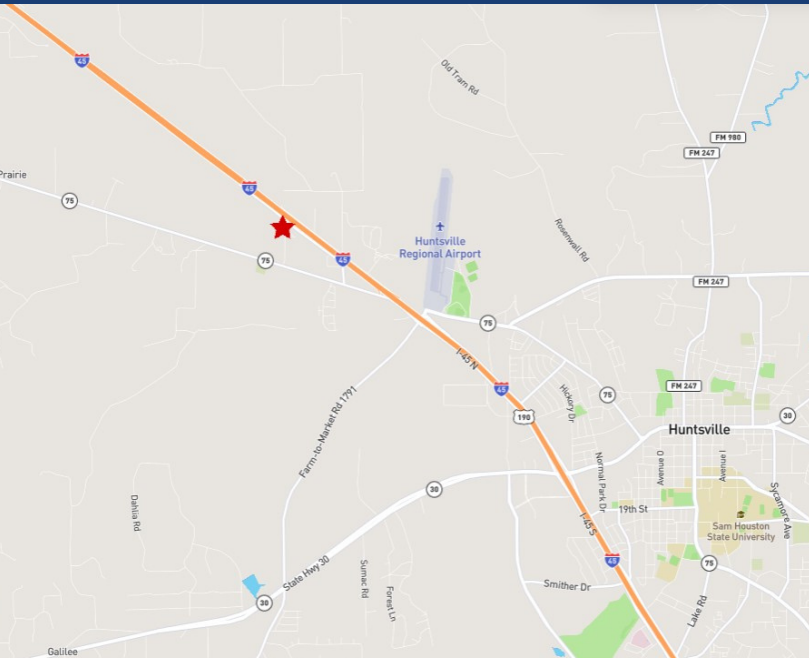 45
Old Tram Rd
FM 980
FM 247
Prairie
75
45
Rosenwall Rd
Huntsville
Regional Airport
75
45
FM 247
75
I-45 N
45
FM 247
Hickory Dr
75
190
30
Huntsville
Farm-to-Market Rd 1791
Normal Park Dr
Avenue O
Avenue I
30
Sycamore Ave
Dahlia Rd
19th St
I-45 S
Sam Houston
State University
45
75
State Hwy 30
Sumac Rd
Forest Ln
Smither Dr
30
Lake Rd
Galilee